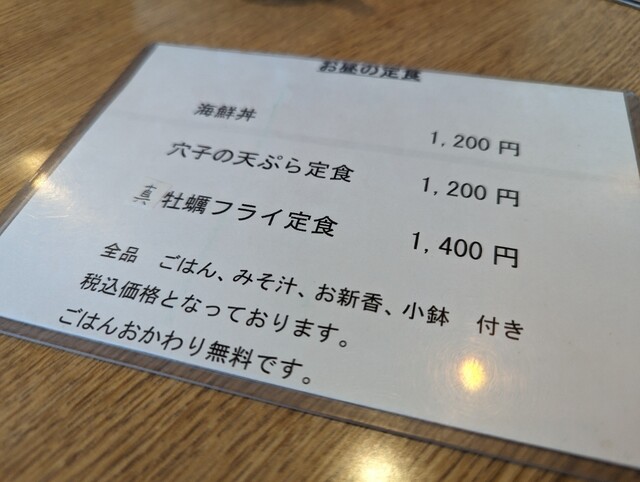 お昼の定食
海鮮丼 1,200 円
穴子の天ぷら定食 1,200 円
真 牡蠣フライ定食 1,400 円
全品 ごはん、みそ汁、お新香、小鉢 付き
税込価格となっております。
ごはんおかわり無料です。